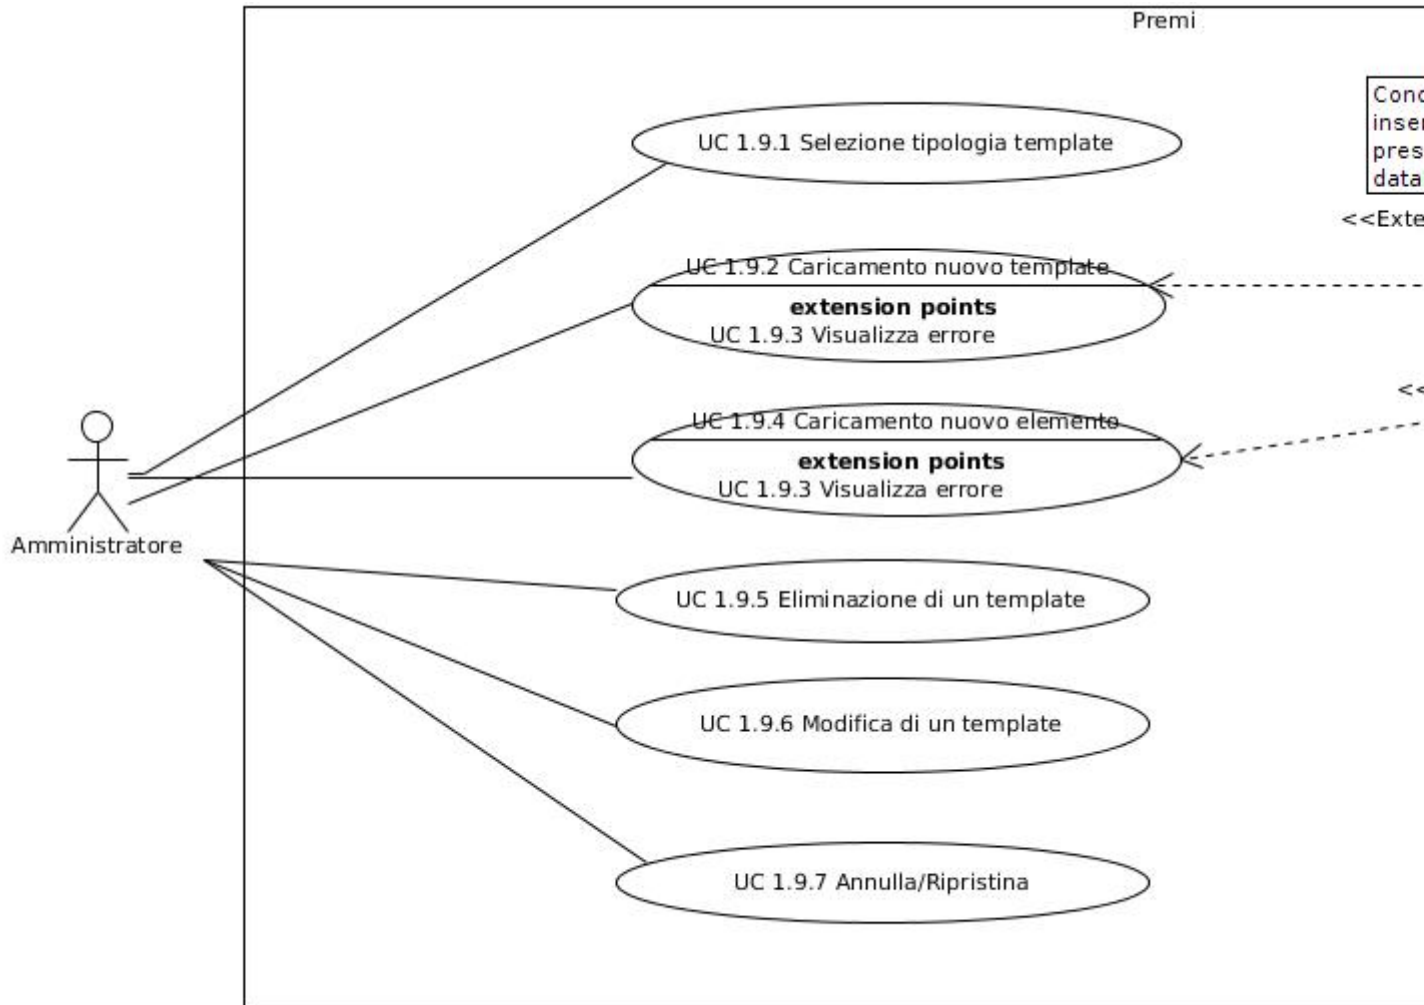 Premi
UC 1.9.1 Selezione tipologia template
UC 1.9.2 Caricamento nuovo template
extension points
UC 1.9.3 Visualizza errore
UC 1.9.4 Caricamento nuovo elemento
extension points
UC 1.9.3 Visualizza errore
Amministratore
UC 1.9.5 Eliminazione di un template
UC 1.9.6 Modifica di un template
UC 1.9.7 Annulla/Ripristina
<<